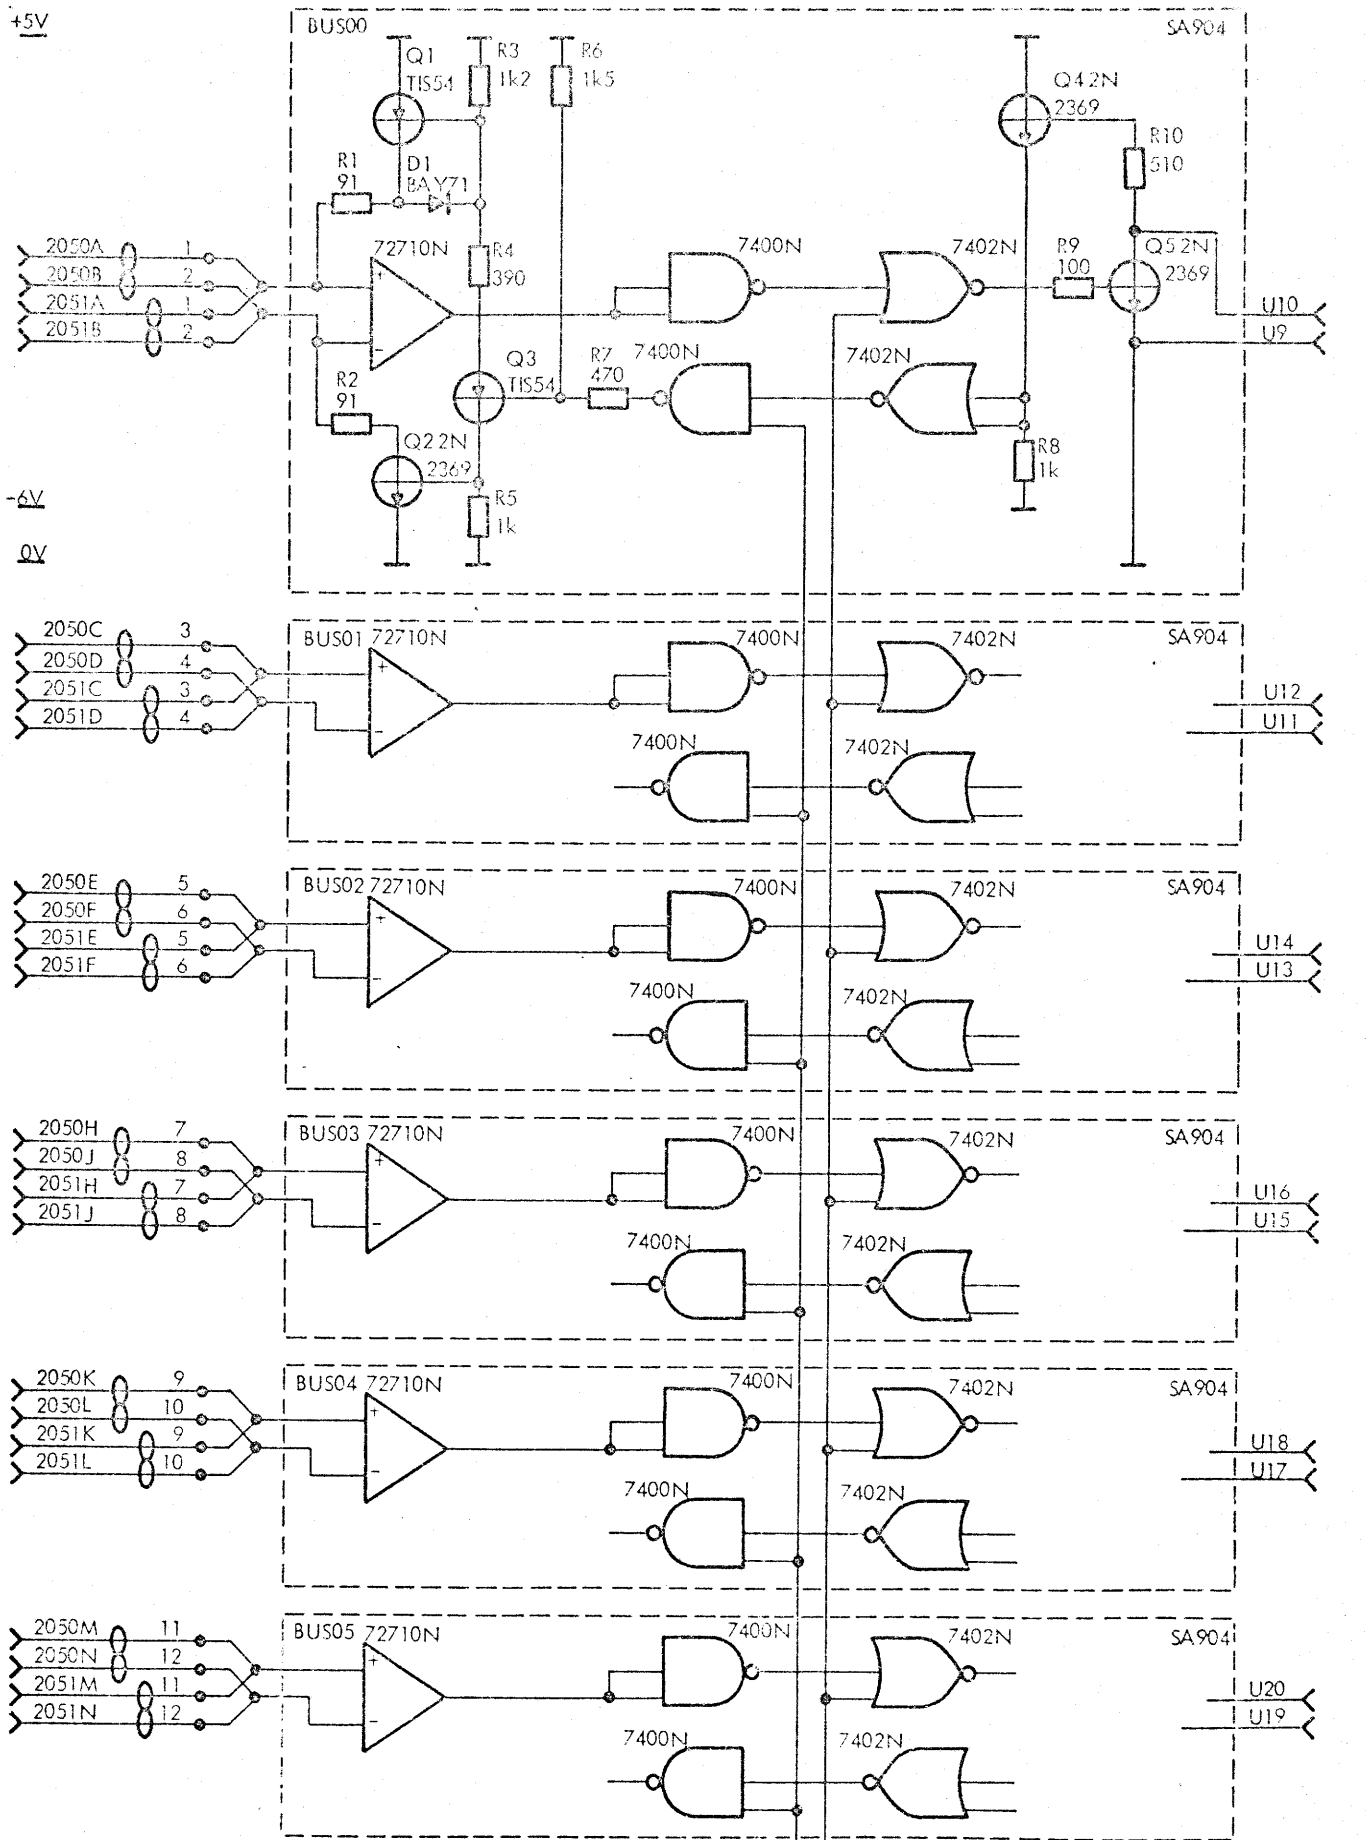 +5V
BUS00
SA904
Q1
TIS54
R3
1k2
R6
1k5
Q42N
2369
R10
510
R1
91
D1
BAY71
2050A
1
2050B
2
2051A
1
2051B
2
72710N
+
-
R4
390
7400N
7402N
R9
100
Q52N
2369
U10
U9
Q3
TIS54
R7
470
7400N
7402N
R2
91
Q22N
2369
R8
1k
-6V
R5
1k
0V
2050C
3
2050D
4
2051C
3
2051D
4
BUS01 72710N
+
-
7400N
7402N
SA904
U12
U11
7400N
7402N
2050E
5
2050F
6
2051E
5
2051F
6
BUS02 72710N
+
-
7400N
7402N
SA904
U14
U13
7400N
7402N
2050H
7
2050J
8
2051H
7
2051J
8
BUS03 72710N
+
-
7400N
7402N
SA904
U16
U15
7400N
7402N
2050K
9
2050L
10
2051K
9
2051L
10
BUS04 72710N
+
-
7400N
7402N
SA904
U18
U17
7400N
7402N
2050M
11
2050N
12
2051M
11
2051N
12
BUS05 72710N
+
-
7400N
7402N
SA904
U20
U19
7400N
7402N